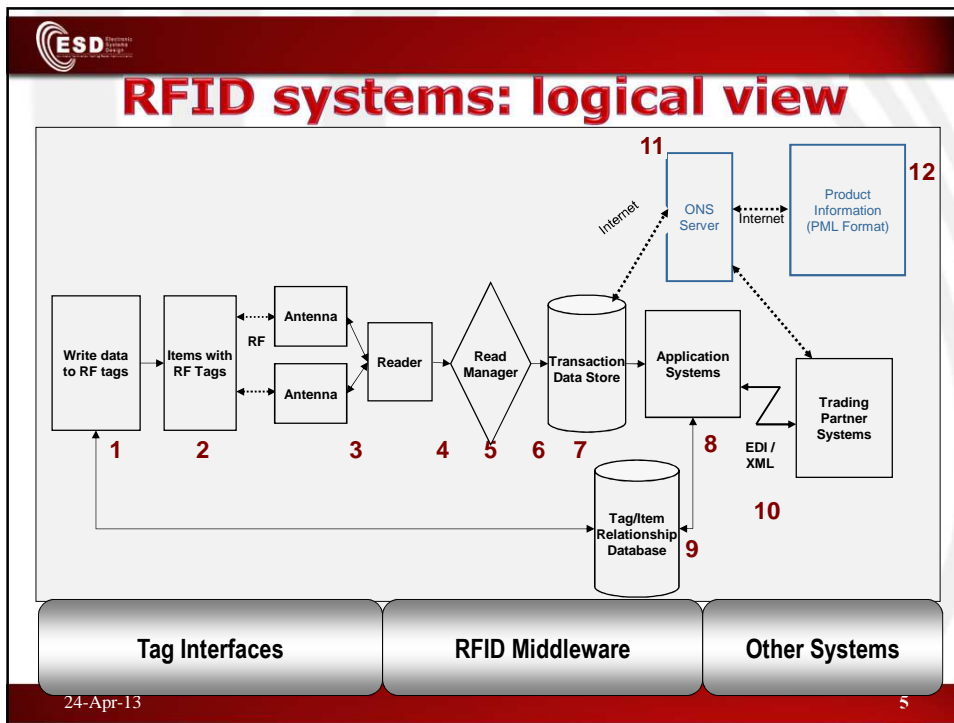 ESD Electronic
Systems
Design
RFID systems: logical view
11
12
ONS
Server
Product
Information
(PML Format)
Internet
Internet
Write data
to RF tags
Items with
RF Tags
RF
Antenna
Antenna
Reader
Read
Manager
Transaction
Data Store
Application
Systems
Trading
Partner
Systems
EDI /
XML
1
2
3
4
5
6
7
8
10
Tag/Item
Relationship
Database
9
Tag Interfaces
RFID Middleware
Other Systems
24-Apr-13
5